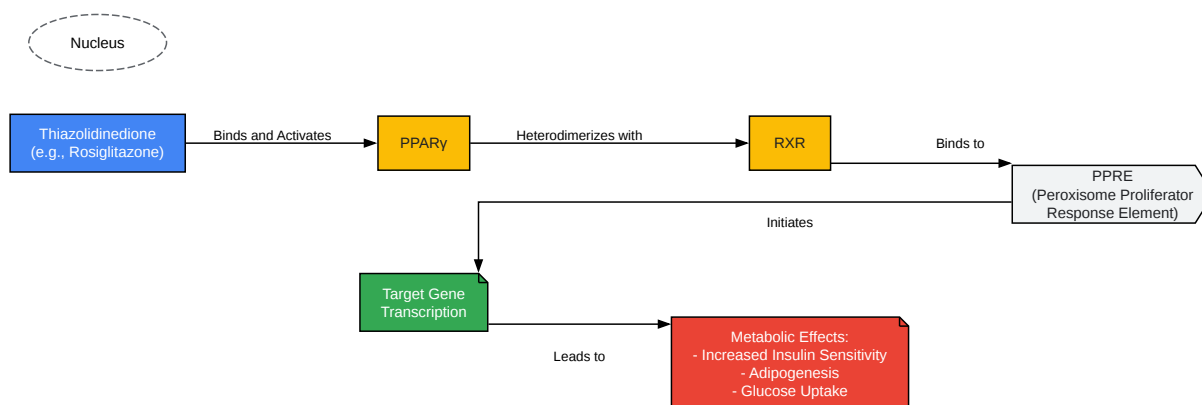 Nucleus
Thiazolidinedione
(e.g., Rosiglitazone)
Binds and Activates
PPARγ
Heterodimerizes with
RXR
Binds to
PPRE
(Peroxisome Proliferator
Response Element)
Initiates
Target Gene
Transcription
Leads to
Metabolic Effects:
- Increased Insulin Sensitivity
- Adipogenesis
- Glucose Uptake